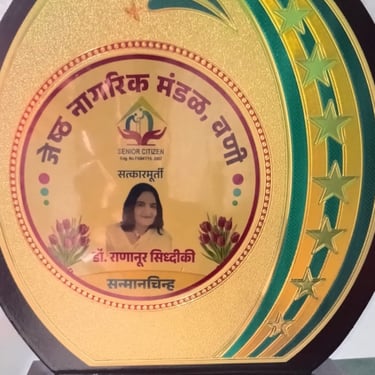 जेष्ठ नागरिक मंडळ, वणी
SENIOR CITIZEN
सत्कारमूर्ती
डॉ. राणानूर सिध्दीकी
सन्मानचिन्ह